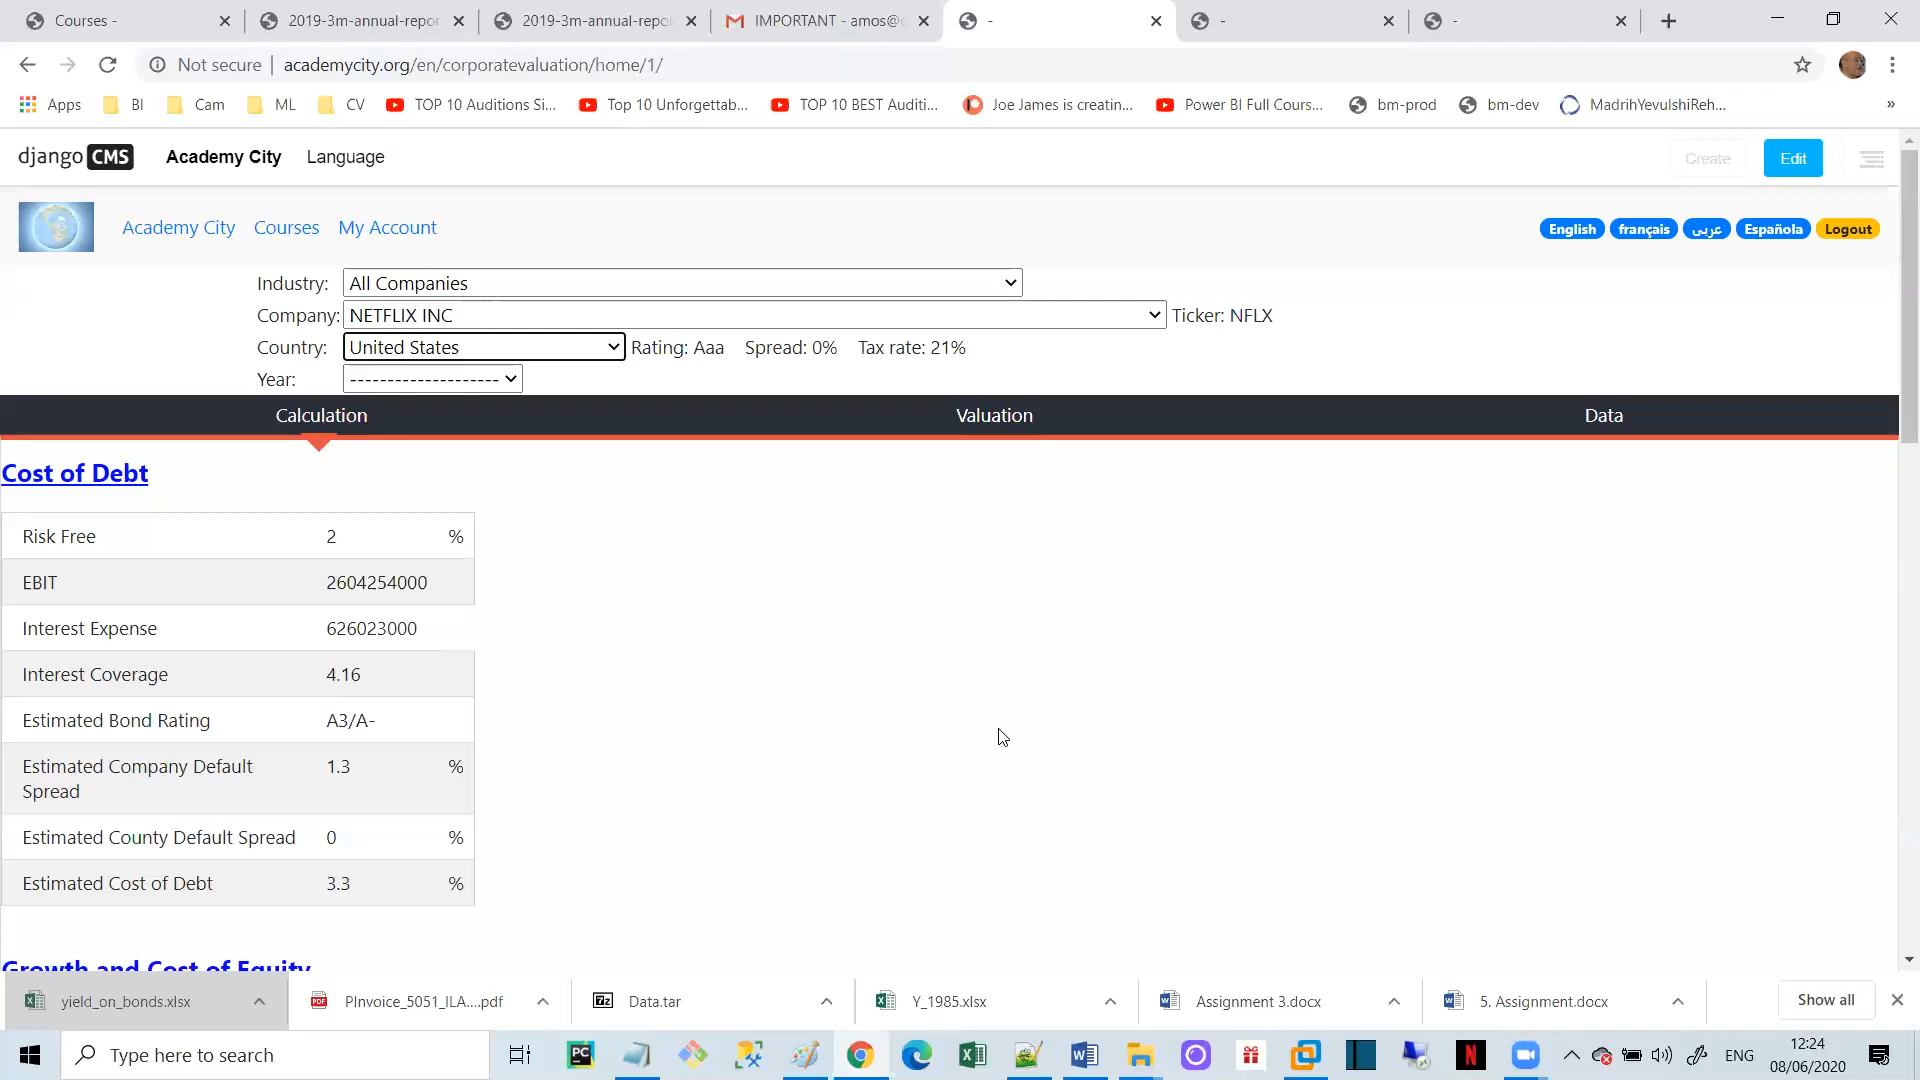 Courses -
2019-3m-annual-repor
2019-3m-annual-repor
IMPORTANT - amos@
-
-
-
Not secure | academycity.org/en/corporatevaluation/home/1/
Apps BI Cam ML CV TOP 10 Auditions Si... Top 10 Unforgettab... TOP 10 BEST Auditi... Joe James is creatin... Power BI Full Cours... bm-prod bm-dev MadrihYevulshiReh... »
django CMS Academy City Language Create Edit
Academy City Courses My Account English français عربى Española Logout
Industry: All Companies
Company: NETFLIX INC Ticker: NFLX
Country: United States Rating: Aaa Spread: 0% Tax rate: 21%
Year: --------------------
Calculation Valuation Data
Cost of Debt
Risk Free 2 %
EBIT 2604254000
Interest Expense 626023000
Interest Coverage 4.16
Estimated Bond Rating A3/A-
Estimated Company Default Spread 1.3 %
Estimated County Default Spread 0 %
Estimated Cost of Debt 3.3 %
Growth and Cost of Equity
yield_on_bonds.xlsx PInvoice_5051_ILA....pdf Data.tar Y_1985.xlsx Assignment 3.docx 5. Assignment.docx Show all
Type here to search ENG 12:24
08/06/2020